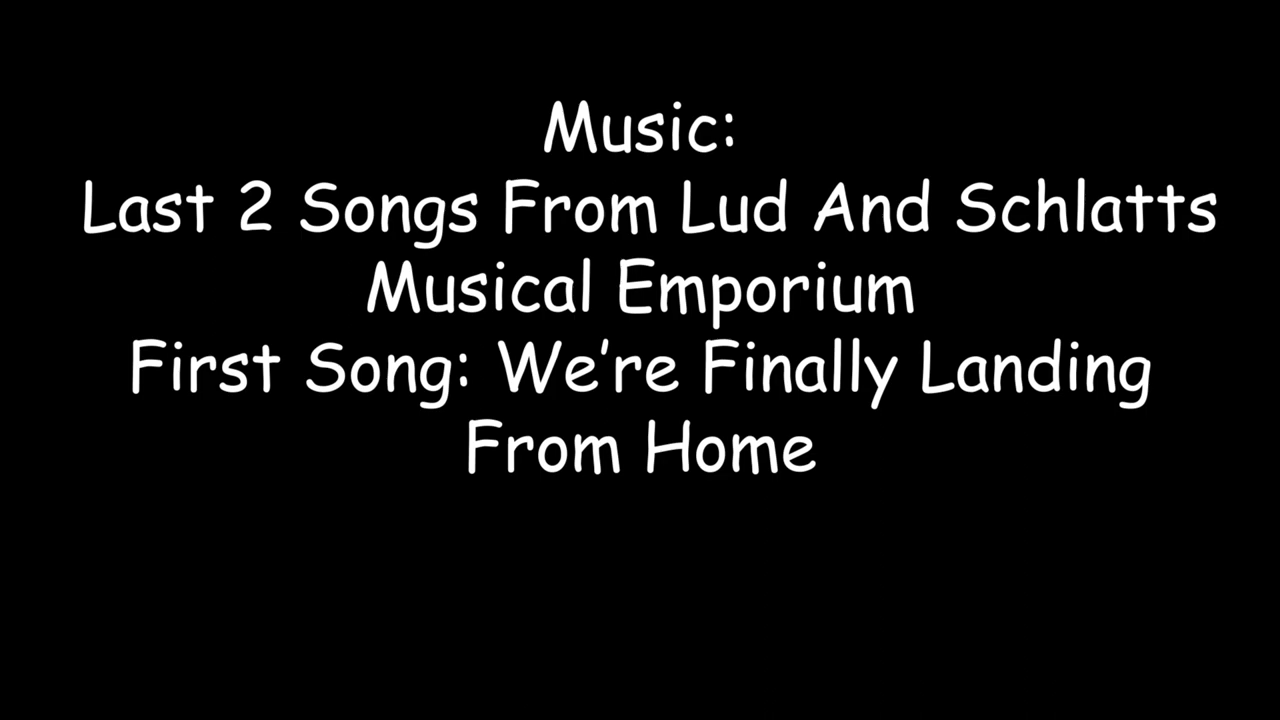 Music:
Last 2 Songs From Lud And Schlatts
Musical Emporium
First Song: We’re Finally Landing
From Home